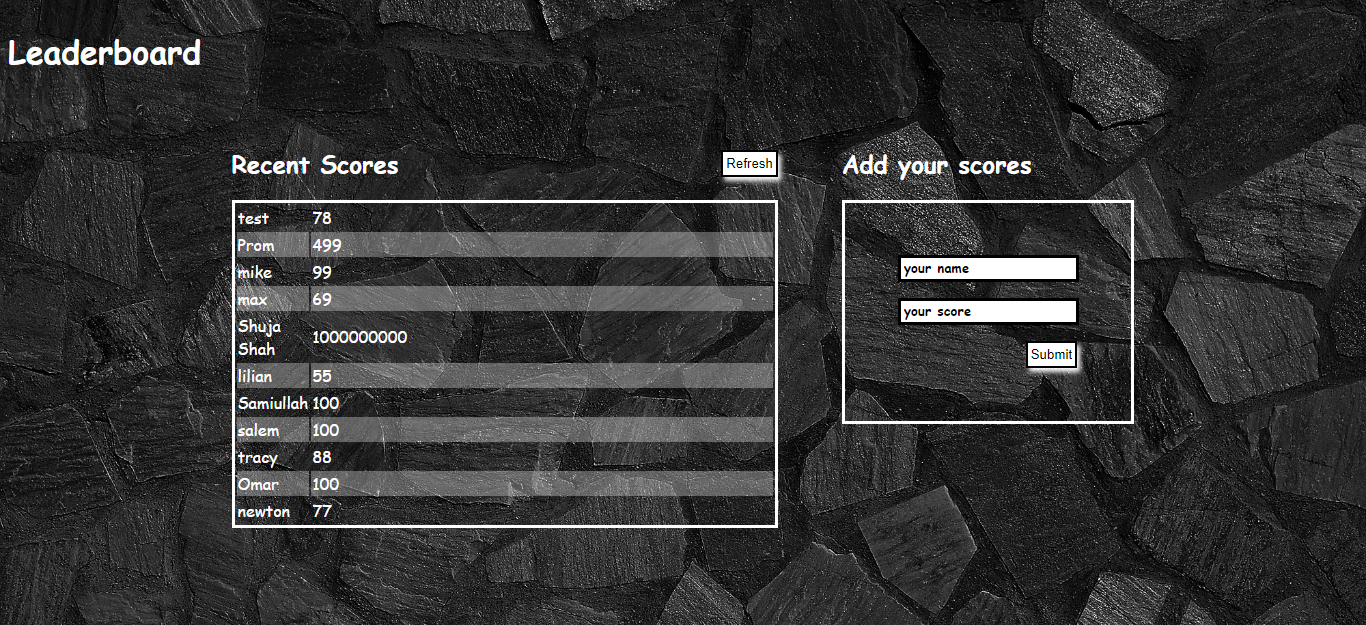 Leaderboard
Recent Scores
Refresh
test 78
Prom 499
mike 99
max 69
Shuja
Shah 1000000000
lilian 55
Samiullah 100
salem 100
tracy 88
Omar 100
newton 77
Add your scores
your name
your score
Submit